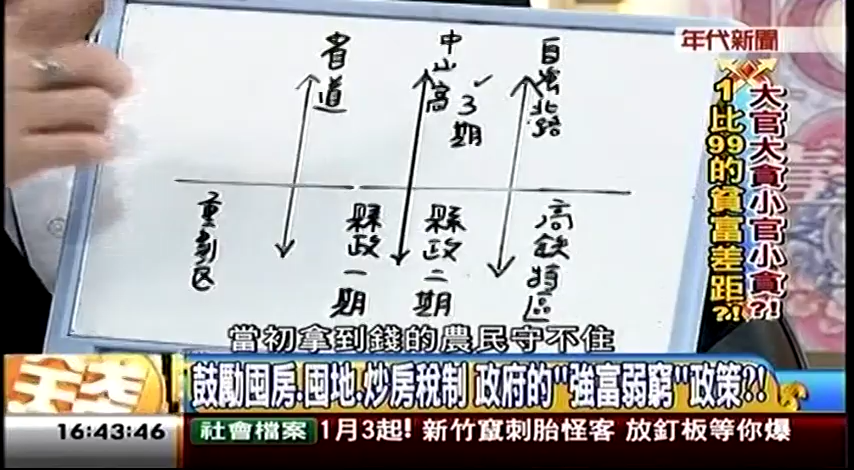 年代新聞
大官大貪小官小貪?!
1比99的貧富差距?!
省道
中山高
3期
自強北路
重劃区
縣政一期
縣政二期
高鉄特區
當初拿到錢的農民守不住
鼓勵囤房.囤地.炒房稅制 政府的"強富弱窮"政策?!
16:43:46
社會檔案 1月3起! 新竹竄刺胎怪客 放釘板等你爆